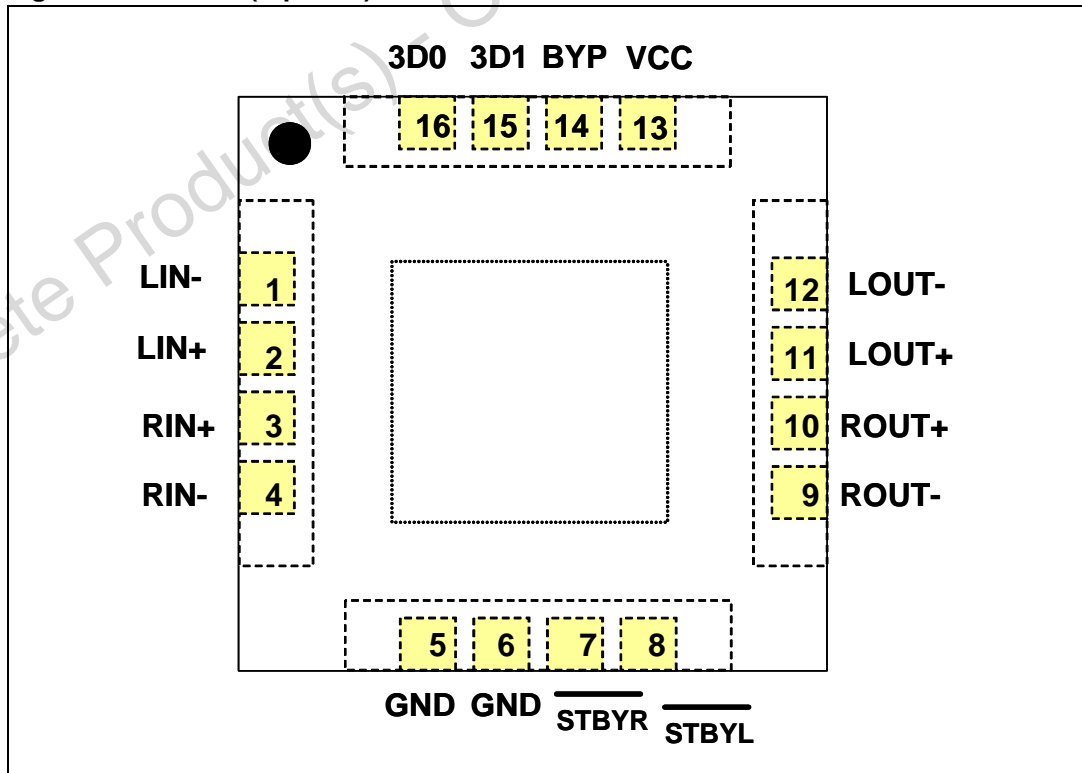 3D0 3D1 BYP VCC
16 15 14 13
LIN- 1
LIN+ 2
RIN+ 3
RIN- 4
12 LOUT-
11 LOUT+
10 ROUT+
9 ROUT-
5 6 7 8
GND GND STBYR STBYL
Product(s) -